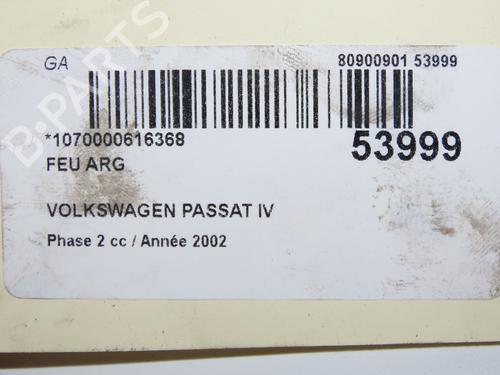 GA 80900901 53999
*1070000616368 53999
FEU ARG
VOLKSWAGEN PASSAT IV
Phase 2 cc / Année 2002
B-PARTS